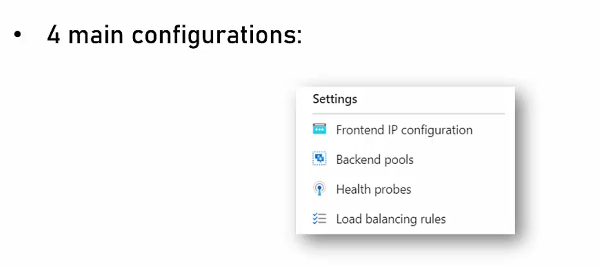 • 4 main configurations:
Settings
Frontend IP configuration
Backend pools
Health probes
Load balancing rules